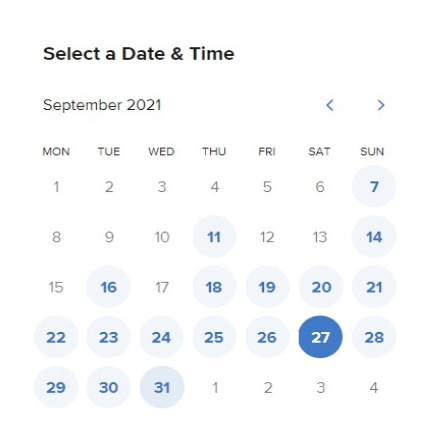 Select a Date & Time
September 2021
MON TUE WED THU FRI SAT SUN
1 2 3 4 5 6 7
8 9 10 11 12 13 14
15 16 17 18 19 20 21
22 23 24 25 26 27 28
29 30 31 1 2 3 4